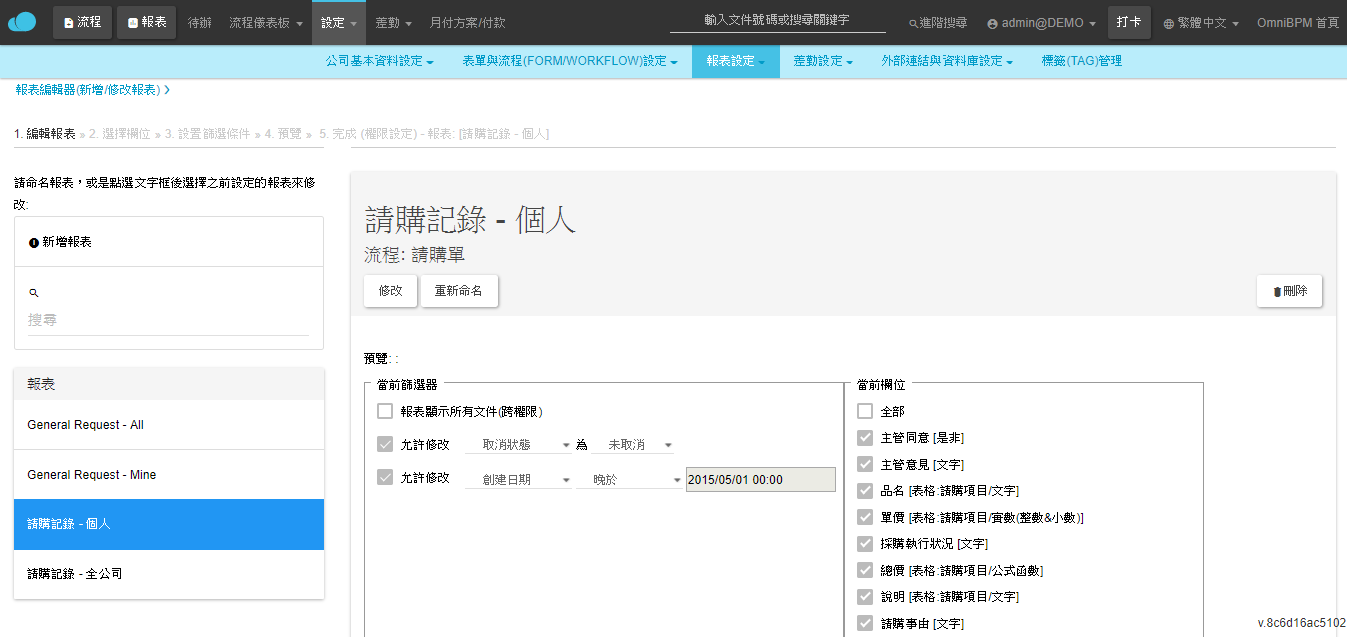 流程 報表 待辦 流程儀表板 設定 差勤 月付方案/付款 輸入文件號碼或搜尋關鍵字 進階搜尋 admin@DEMO 打卡 繁體中文 OmniBPM 首頁
公司基本資料設定 表單與流程(FORM/WORKFLOW)設定 報表設定 差勤設定 外部連結與資料庫設定 標籤(TAG)管理
報表編輯器(新增/修改報表)
1. 編輯報表 » 2. 選擇欄位 » 3. 設置篩選條件 » 4. 預覽 » 5. 完成 (權限設定) - 報表: [請購記錄 - 個人]
請命名報表，或是點選文字框後選擇之前設定的報表來修
改:
新增報表
搜尋
報表
General Request - All
General Request - Mine
請購記錄 - 個人
請購記錄 - 全公司
請購記錄 - 個人
流程: 請購單
修改 重新命名 刪除
預覽: :
當前篩選器
報表顯示所有文件(跨權限)
允許修改 取消狀態 為 未取消
允許修改 創建日期 晚於 2015/05/01 00:00
當前欄位
全部
主管同意 [是非]
主管意見 [文字]
品名 [表格:請購項目/文字]
單價 [表格:請購項目/實數(整數&小數)]
採購執行狀況 [文字]
總價 [表格:請購項目/公式函數]
說明 [表格:請購項目/文字]
請購事由 [文字]
v.8c6d16ac5102